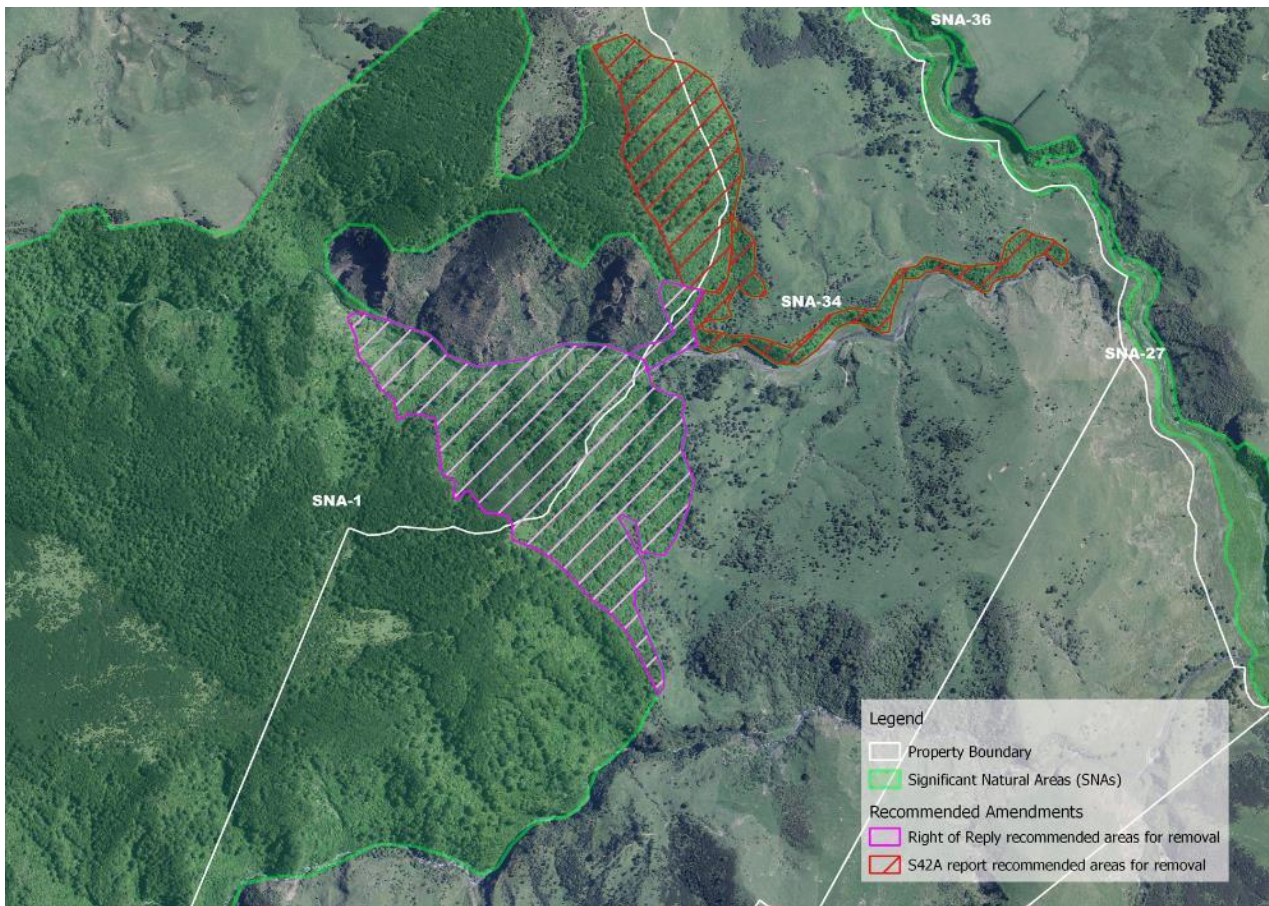 SNA-36
SNA-34
SNA-27
SNA-1
Legend
Property Boundary
Significant Natural Areas (SNAs)
Recommended Amendments
Right of Reply recommended areas for removal
S42A report recommended areas for removal